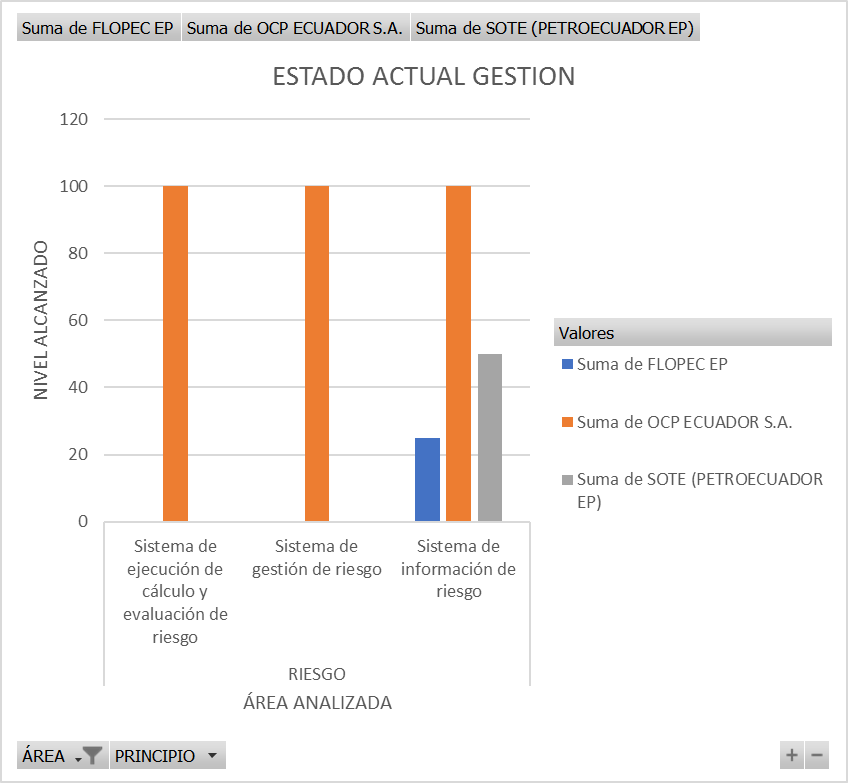 Suma de FLOPEC EP
Suma de OCP ECUADOR S.A.
Suma de SOTE (PETROECUADOR EP)
ESTADO ACTUAL GESTION
NIVEL ALCANZADO
120
100
80
60
40
20
0
Sistema de
ejecución de
cálculo y
evaluación de
riesgo
Sistema de
gestión de riesgo
Sistema de
información de
riesgo
RIESGO
ÁREA ANALIZADA
Valores
Suma de FLOPEC EP
Suma de OCP ECUADOR S.A.
Suma de SOTE (PETROECUADOR
EP)
ÁREA
PRINCIPIO
+ −